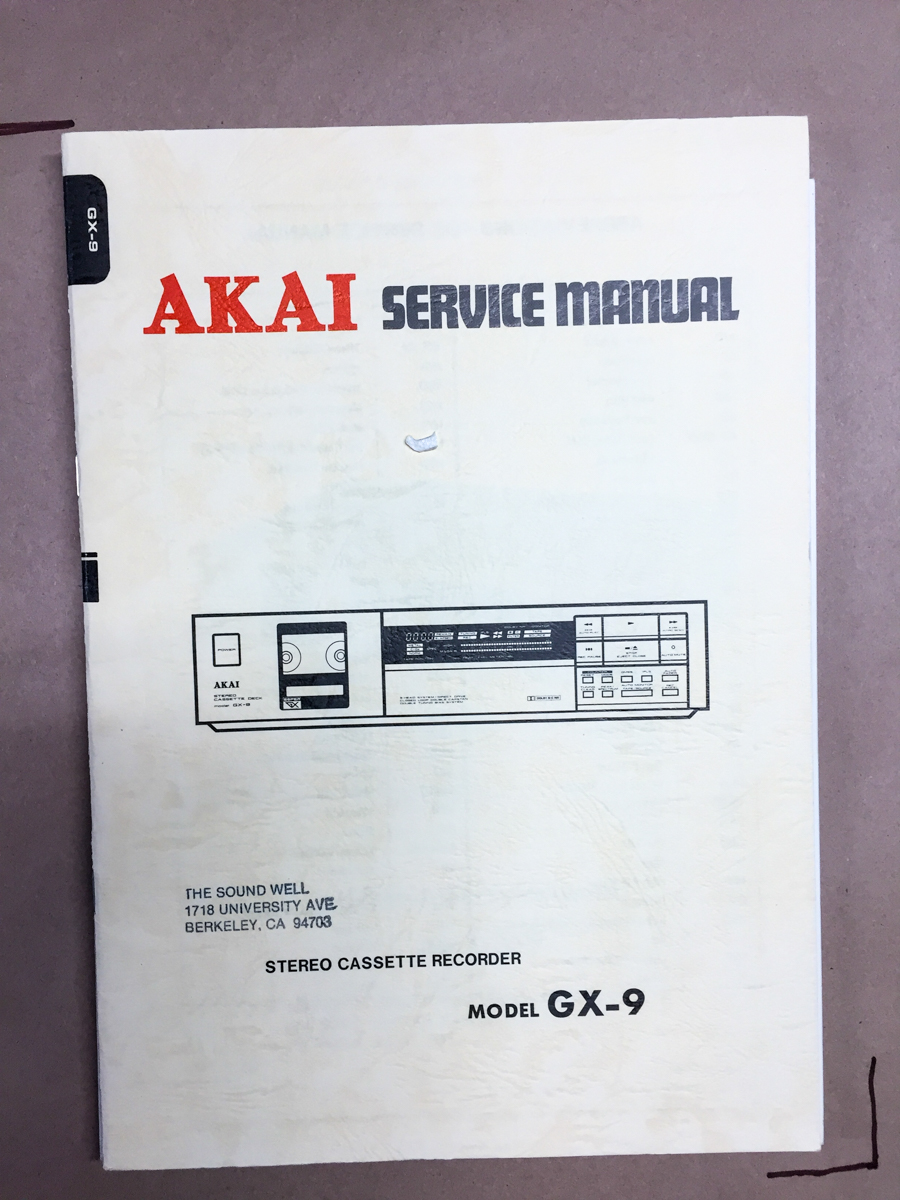 GX-9
AKAI SERVICE MANUAL
POWER
AKAI
STEREO
CASSETTE DECK
model GX-9
STEREO CASSETTE RECORDER
MODEL GX-9
THE SOUND WELL
1718 UNIVERSITY AVE.
BERKELEY, CA 94703